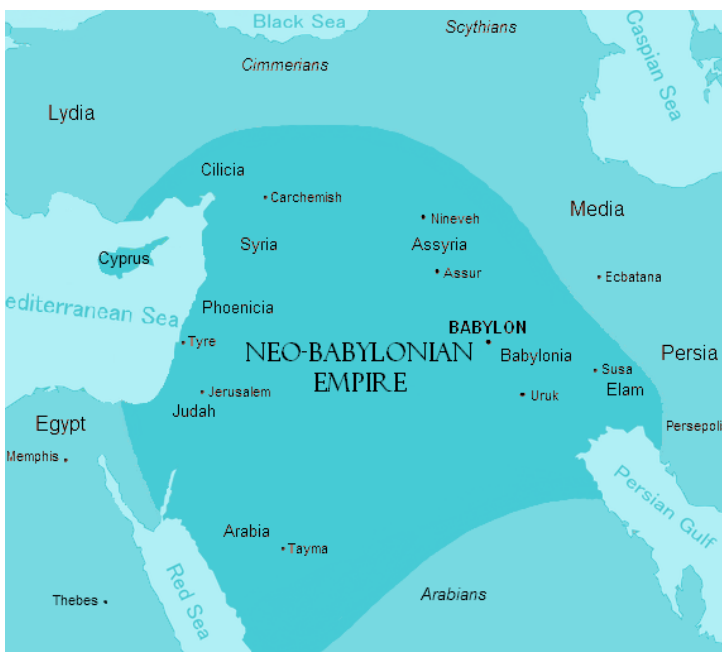 Black Sea
Scythians
Caspian Sea
Cimmerians
Lydia
Cilicia
Carchemish
Media
Nineveh
Syria
Assyria
Cyprus
Assur
Ecbatana
editerranean Sea
Phoenicia
BABYLON
Tyre
NEO-BABYLONIAN
EMPIRE
Babylonia
Persia
Susa
Jerusalem
Uruk
Elam
Judah
Egypt
Persepoli
Memphis
Persian Gulf
Arabia
Tayma
Red Sea
Thebes
Arabians